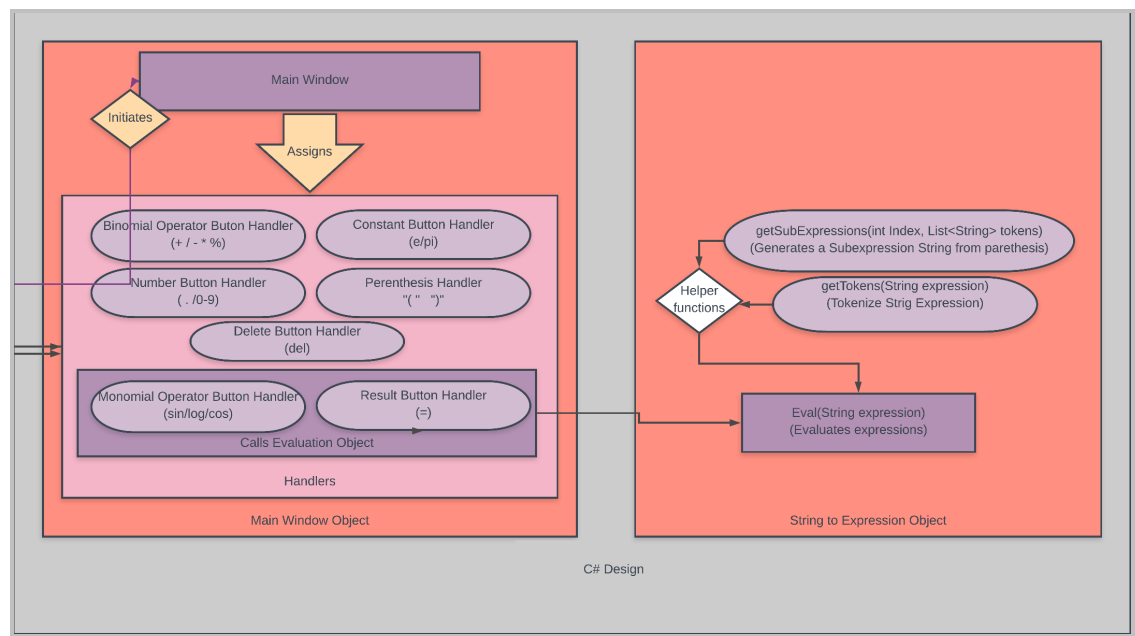 Main Window
Initiates
Assigns
Binomial Operator Buton Handler
(+ / - * %)
Constant Button Handler
(e/pi)
Number Button Handler
( . /0-9)
Perenthesis Handler
"( "   ")"
Delete Button Handler
(del)
Monomial Operator Button Handler
(sin/log/cos)
Result Button Handler
(=)
Calls Evaluation Object
Handlers
Main Window Object
getSubExpressions(int Index, List<String> tokens)
(Generates a Subexpression String from parethesis)
getTokens(String expression)
(Tokenize Strig Expression)
Helper
functions
Eval(String expression)
(Evaluates expressions)
String to Expression Object
C# Design